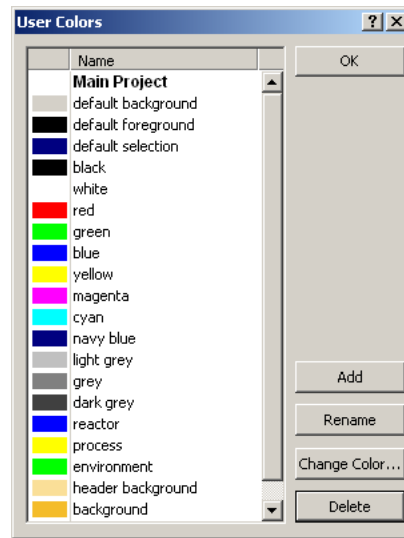 User Colors
?
Name
Main Project
default background
default foreground
default selection
black
white
red
green
blue
yellow
magenta
cyan
navy blue
light grey
grey
dark grey
reactor
process
environment
header background
background
OK
Add
Rename
Change Color...
Delete